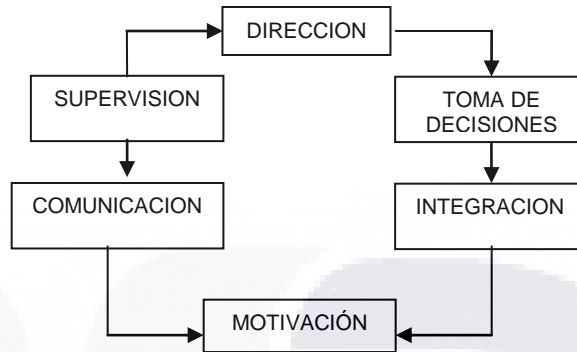 DIRECCION
SUPERVISION
TOMA DE
DECISIONES
COMUNICACION
INTEGRACION
MOTIVACIÓN